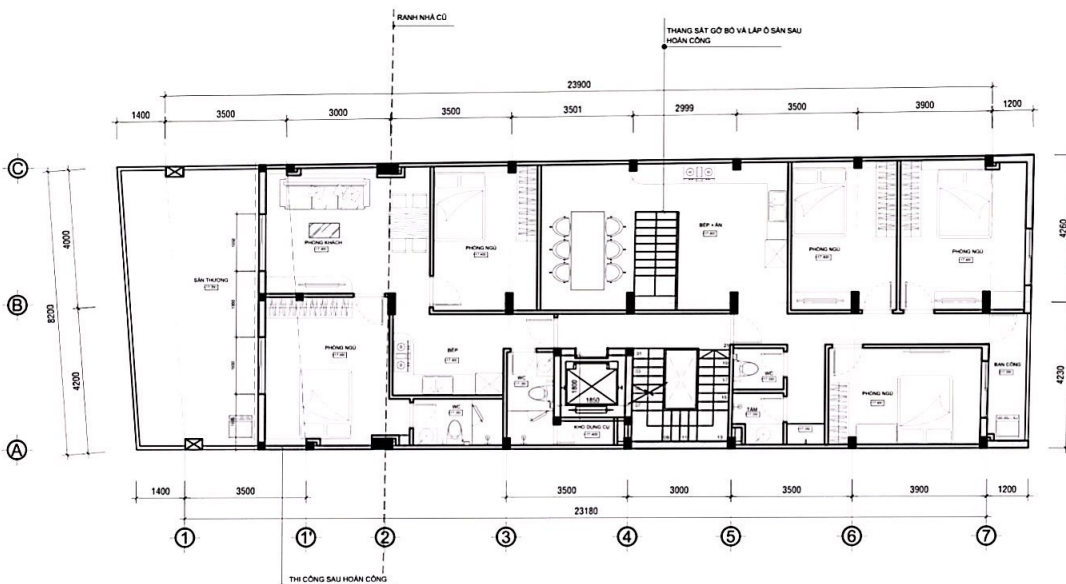 RANH NHÀ CŨ
THANG SẮT GỠ BỎ VÀ LẮP Ô SÀN SAU
HOÀN CÔNG
23900
1400
3500
3000
3500
3501
2999
3500
3900
1200
C
B
A
4000
4200
8200
4260
4230
PHÒNG KHÁCH
PHÒNG NGỦ
BẾP + ĂN
PHÒNG NGỦ
PHÒNG NGỦ
SÂN THƯỢNG
PHÒNG NGỦ
BẾP
WC
1800
1850
WC
BAN CÔNG
PHÒNG NGỦ
WC
KHO DỤNG CỤ
TẮM
1400
3500
3500
3000
3500
3900
1200
23180
1
1'
2
3
4
5
6
7
THI CÔNG SAU HOÀN CÔNG